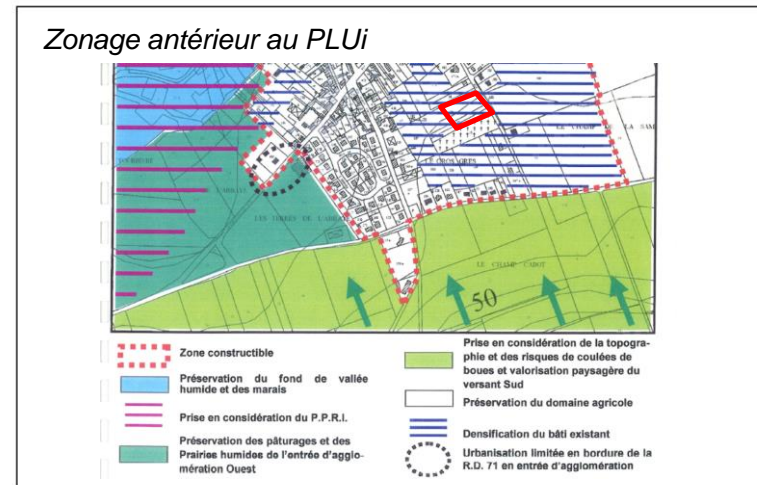 Zonage antérieur au PLUi
LE CHAMP DE LA
LE GROS GRES
LES TERRES DE L'ABBAYE
LE CHAMP CABOT
50
Zone constructible
Préservation du fond de vallée
humide et des marais
Prise en considération du P.P.R.I.
Préservation des pâturages et des
Prairies humides de l'entrée d'agglo-
mération Ouest
Prise en considération de la topogra-
phie et des risques de coulées de
boues et valorisation paysagère du
versant Sud
Préservation du domaine agricole
Densification du bâti existant
Urbanisation limitée en bordure de la
R.D. 71 en entrée d'agglomération